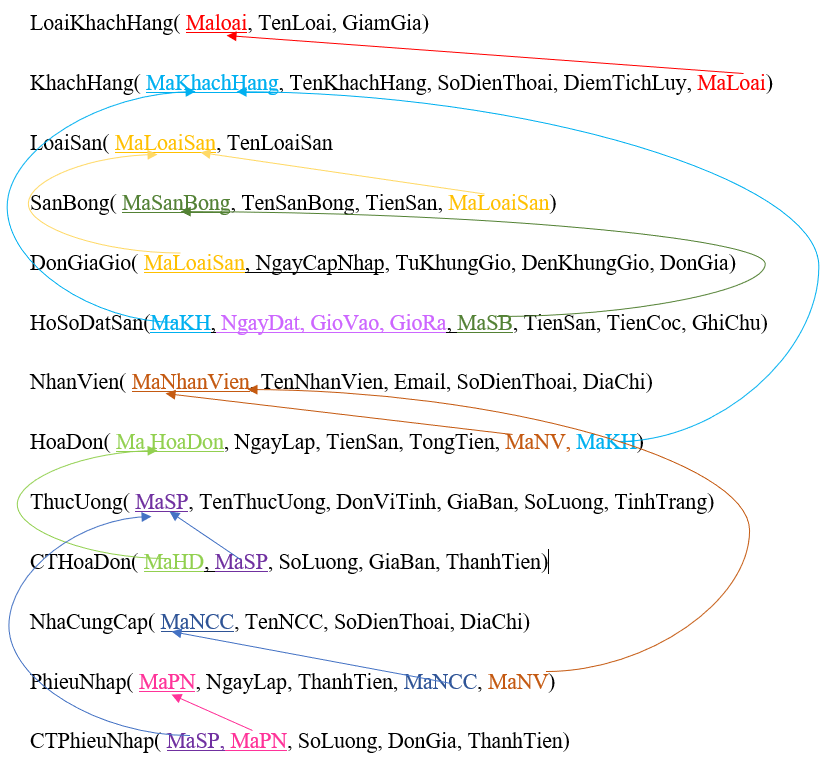 LoaiKhachHang( Maloai, TenLoai, GiamGia)
KhachHang( MaKhachHang, TenKhachHang, SoDienThoai, DiemTichLuy, MaLoai)
LoaiSan( MaLoaiSan, TenLoaiSan
SanBong( MaSanBong, TenSanBong, TienSan, MaLoaiSan)
DonGiaGio( MaLoaiSan, NgayCapNhap, TuKhungGio, DenKhungGio, DonGia)
HoSoDatSan(MaKH, NgayDat, GioVao, GioRa, MaSB, TienSan, TienCoc, GhiChu)
NhanVien( MaNhanVien, TenNhanVien, Email, SoDienThoai, DiaChi)
HoaDon( Ma HoaDon, NgayLap, TienSan, TongTien, MaNV, MaKH)
ThucUong( MaSP, TenThucUong, DonViTinh, GiaBan, SoLuong, TinhTrang)
CTHoaDon( MaHD, MaSP, SoLuong, GiaBan, ThanhTien)
NhaCungCap( MaNCC, TenNCC, SoDienThoai, DiaChi)
PhieuNhap( MaPN, NgayLap, ThanhTien, MaNCC, MaNV)
CTPhieuNhap( MaSP, MaPN, SoLuong, DonGia, ThanhTien)